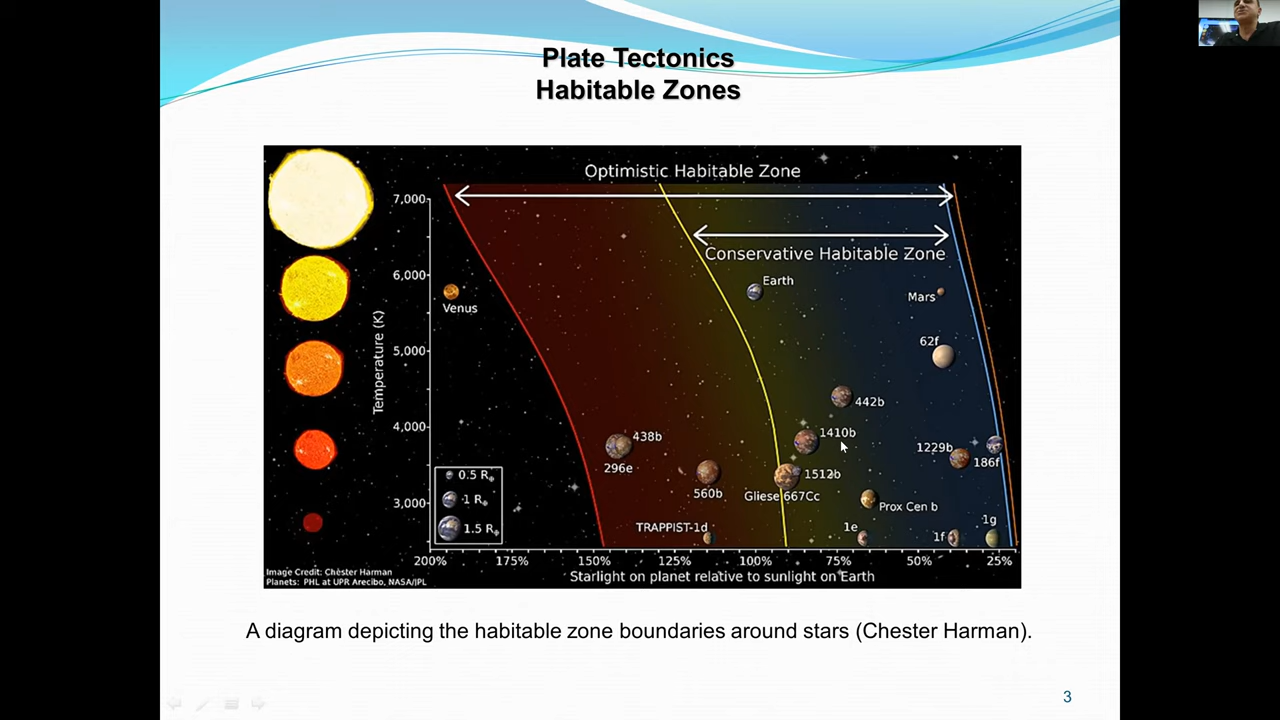 Plate Tectonics
Habitable Zones
Optimistic Habitable Zone
7,000
Conservative Habitable Zone
6,000
Earth
Venus
Mars
Temperature (K)
62f
5,000
442b
4,000
438b
1410b
296e
1229b
186f
0.5 R⊕
560b
1512b
Gliese 667Cc
1 R⊕
3,000
Prox Cen b
1.5 R⊕
TRAPPIST-1d
1e
1f
1g
200% 175% 150% 125% 100% 75% 50% 25%
Starlight on planet relative to sunlight on Earth
Image Credit: Chester Harman
Planets: PHL at UPR Arecibo, NASA/JPL
A diagram depicting the habitable zone boundaries around stars (Chester Harman).
3